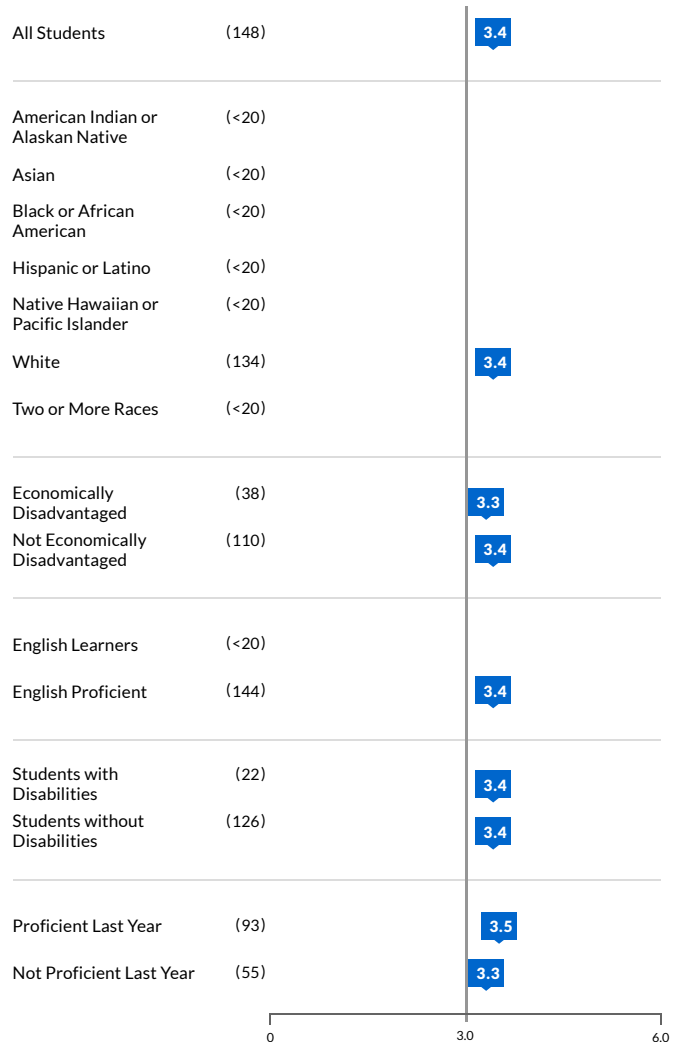 All Students (148) 3.4
American Indian or (<20)
Alaskan Native
Asian (<20)
Black or African (<20)
American
Hispanic or Latino (<20)
Native Hawaiian or (<20)
Pacific Islander
White (134) 3.4
Two or More Races (<20)
Economically (38) 3.3
Disadvantaged
Not Economically (110) 3.4
Disadvantaged
English Learners (<20)
English Proficient (144) 3.4
Students with (22) 3.4
Disabilities
Students without (126) 3.4
Disabilities
Proficient Last Year (93) 3.5
Not Proficient Last Year (55) 3.3
0 3.0 6.0